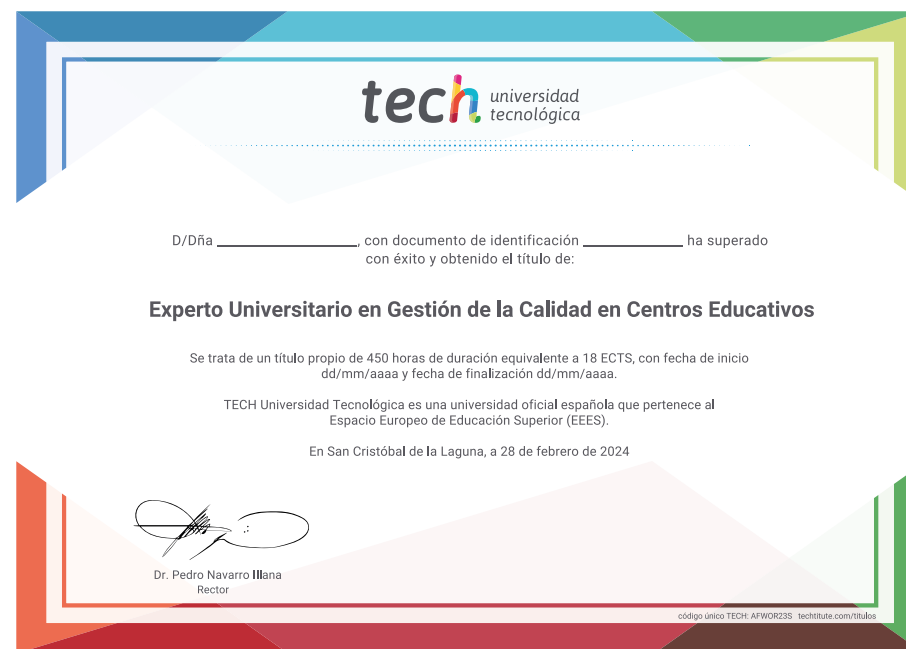 tech universidad
tecnológica
D/Dña ____________________, con documento de identificación ______________ ha superado
con éxito y obtenido el título de:
Experto Universitario en Gestión de la Calidad en Centros Educativos
Se trata de un título propio de 450 horas de duración equivalente a 18 ECTS, con fecha de inicio
dd/mm/aaaa y fecha de finalización dd/mm/aaaa.
TECH Universidad Tecnológica es una universidad oficial española que pertenece al
Espacio Europeo de Educación Superior (EEES).
En San Cristóbal de la Laguna, a 28 de febrero de 2024
Dr. Pedro Navarro Illana
Rector
código único TECH: AFWOR23S techtitute.com/titulos